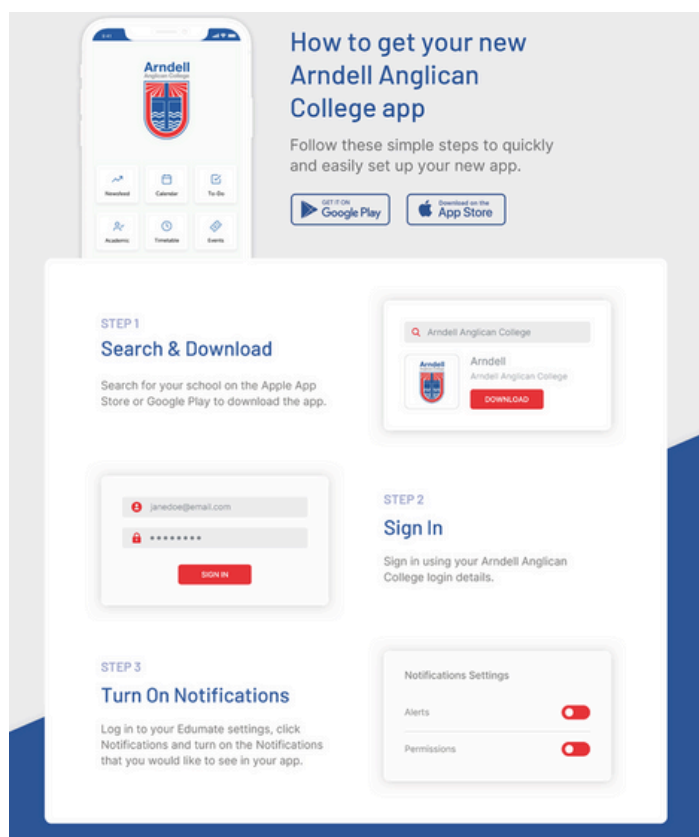 Arndell
Anglican College
Newsfeed
Calendar
To-Do
Academic
Timetable
Events
How to get your new
Arndell Anglican
College app
Follow these simple steps to quickly
and easily set up your new app.
GET IT ON
Google Play
Download on the
App Store
STEP 1
Search & Download
Search for your school on the Apple App
Store or Google Play to download the app.
Arndell Anglican College
Arndell
Anglican College
Arndell
Arndell Anglican College
DOWNLOAD
janedoe@email.com
SIGN IN
STEP 2
Sign In
Sign in using your Arndell Anglican
College login details.
STEP 3
Turn On Notifications
Log in to your Edumate settings, click
Notifications and turn on the Notifications
that you would like to see in your app.
Notifications Settings
Alerts
Permissions